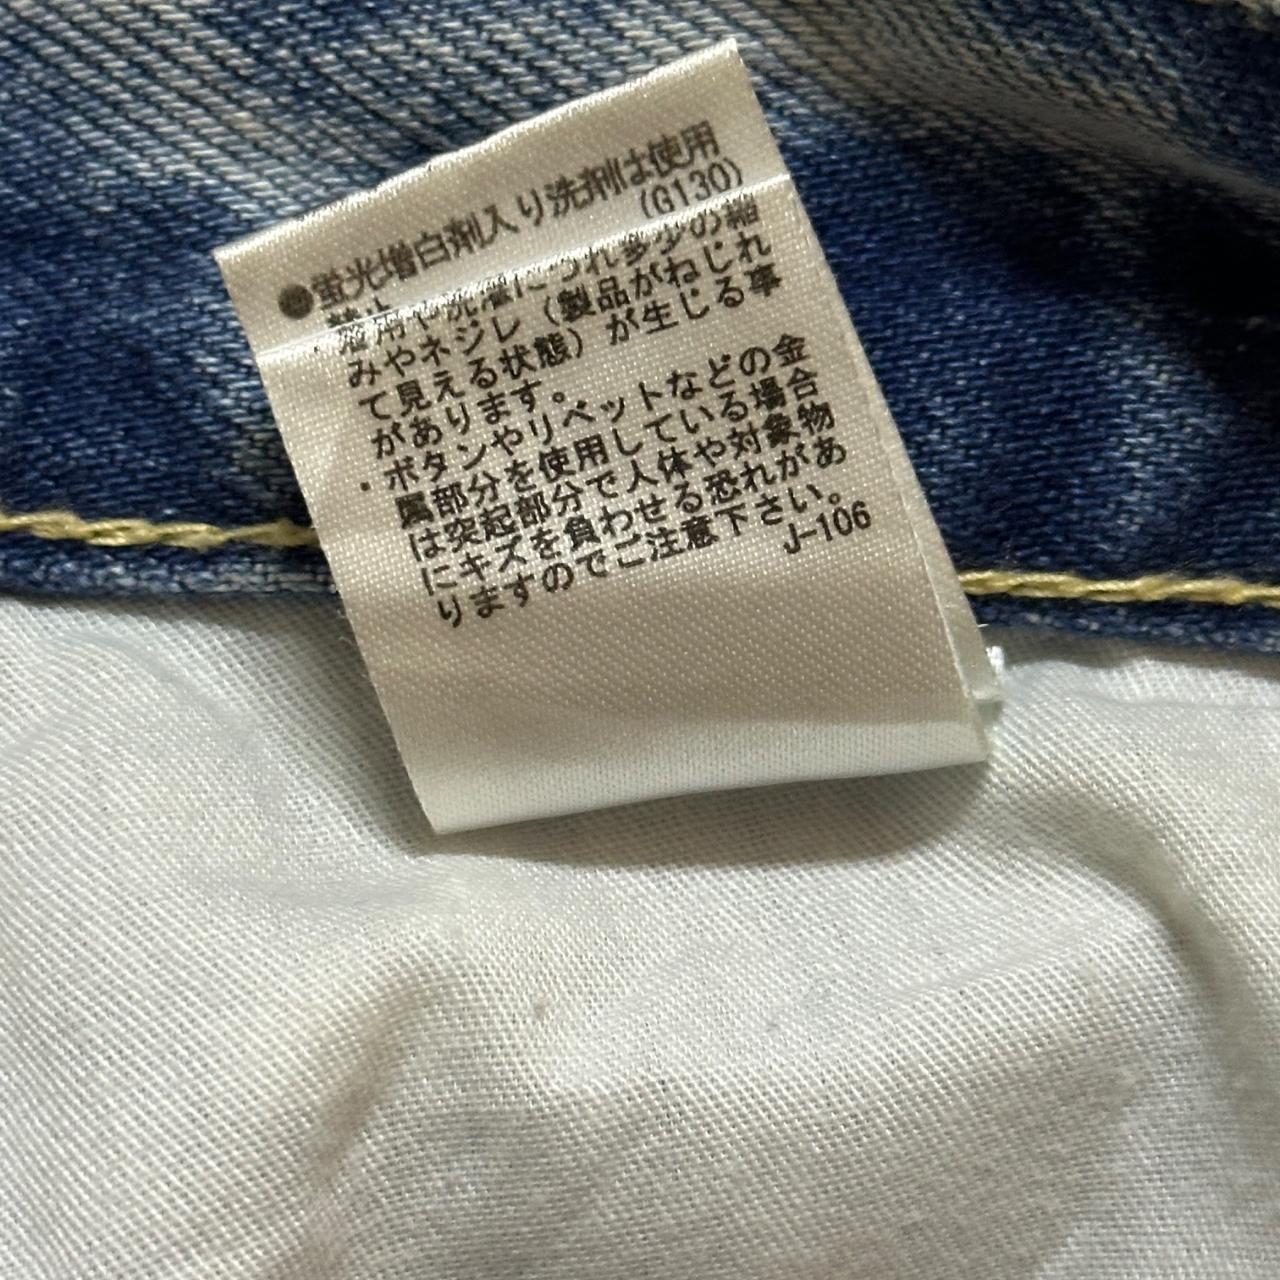 ●蛍光増白剤入り洗剤は使用
(G130)
・着用や洗濯につれ多少の縮
みやネジレ（製品がねじれ
て見える状態）が生じる事
があります。
・ボタンやリベットなどの金
属部分を使用している場合
は突起部分で人体や対象物
にキズを負わせる恐れがあ
りますのでご注意下さい。
J-106